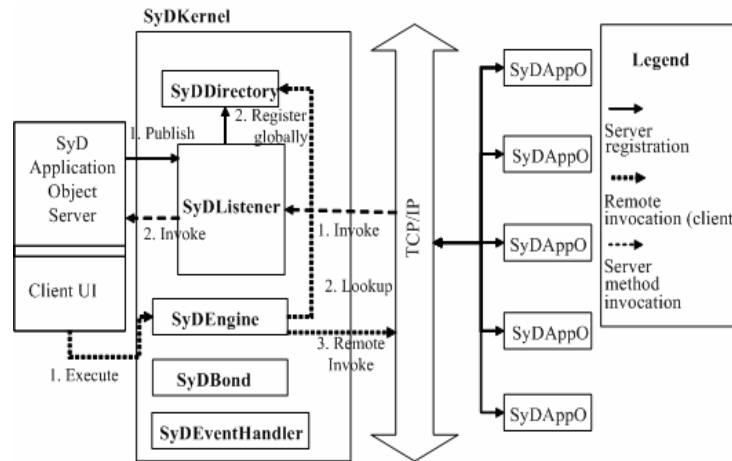 SyDKernel
SyDDirectory
1. Publish
2. Register
globally
SyD
Application
Object
Server
SyDListener
2. Invoke
1. Invoke
Client UI
2. Lookup
SyDEngine
3. Remote
Invoke
1. Execute
SyDBond
SyDEventHandler
TCP/IP
SyDAppO
SyDAppO
SyDAppO
SyDAppO
SyDAppO
Legend
Server
registration
Remote
invocation (client
Server
method
invocation